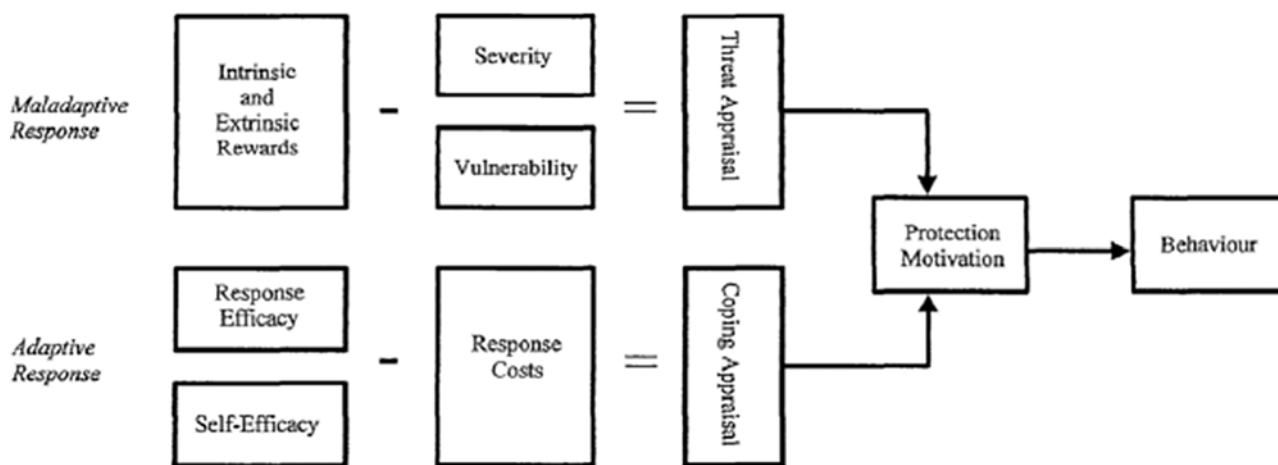 Maladaptive
Response
Intrinsic
and
Extrinsic
Rewards
-
Severity
Vulnerability
=
Threat Appraisal
Protection
Motivation
Behaviour
Adaptive
Response
Response
Efficacy
Self-Efficacy
-
Response
Costs
=
Coping Appraisal